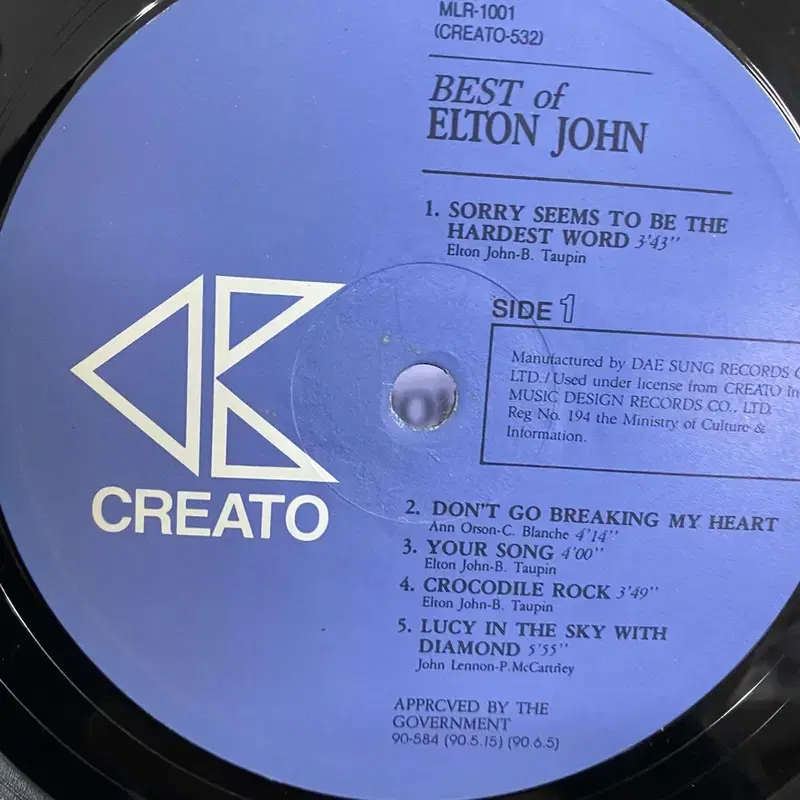 MLR-1001
(CREATO-532)
BEST of
ELTON JOHN
1. SORRY SEEMS TO BE THE
HARDEST WORD 3'43"
Elton John-B. Taupin
SIDE 1
Manufactured by DAE SUNG RECORDS
LTD./Used under license from CREATO
MUSIC DESIGN RECORDS CO., LTD.
Reg No. 194 the Ministry of Culture &
Information.
CREATO
2. DON'T GO BREAKING MY HEART
Ann Orson-C. Blanche 4'14"
3. YOUR SONG 4'00"
Elton John-B. Taupin
4. CROCODILE ROCK 3'49"
Elton John-B. Taupin
5. LUCY IN THE SKY WITH
DIAMOND 5'55"
John Lennon-P.McCartney
APPRCVED BY THE
GOVERNMENT
90-584 (90.5.15) (90.6.5)